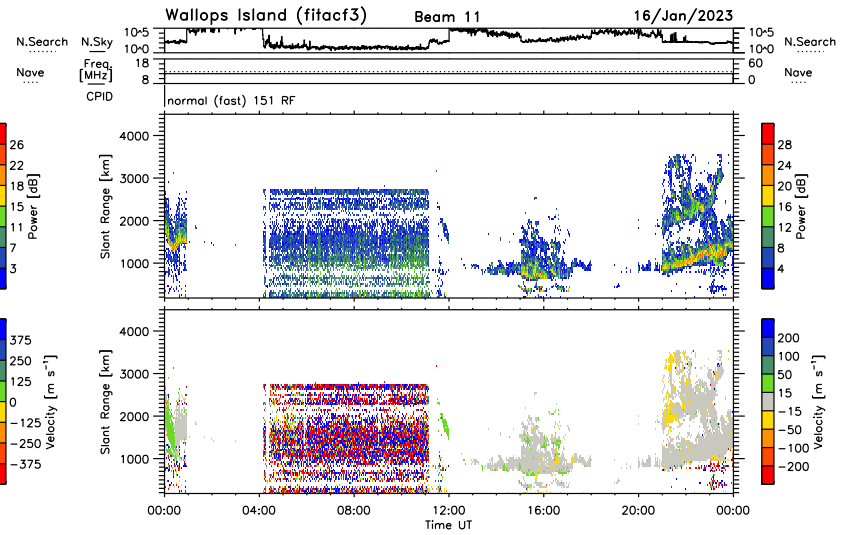 Wallops Island (fitacf3) Beam 11 16/Jan/2023
N.Search N.Sky 10^5 10^0 10^5 10^0 N.Search
Nave Freq. [MHz] 18 8 60 0 Nave
CPID normal (fast) 151 RF
Slant Range [km] 4000 3000 2000 1000
Power [dB] 26 22 18 15 11 7 3
Power [dB] 28 24 20 16 12 8 4
Slant Range [km] 4000 3000 2000 1000
Velocity [m s⁻¹] 375 250 125 0 −125 −250 −375
Velocity [m s⁻¹] 200 100 50 15 −15 −50 −100 −200
00:00 04:00 08:00 12:00 16:00 20:00 00:00
Time UT